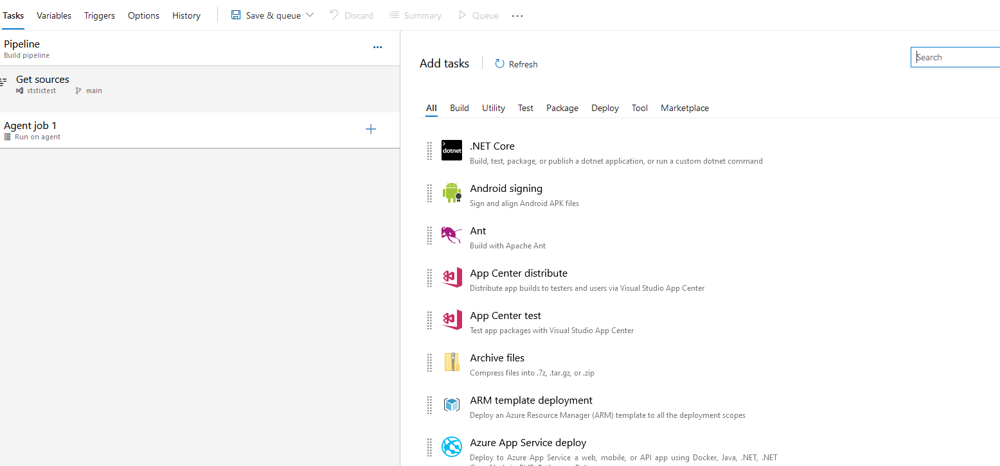 Tasks Variables Triggers Options History Save & queue Discard Summary Queue ...
Pipeline
Build pipeline
Get sources
ststictest main
Agent job 1
Run on agent
Add tasks Refresh
Search
All Build Utility Test Package Deploy Tool Marketplace
dotnet
.NET Core
Build, test, package, or publish a dotnet application, or run a custom dotnet command
Android signing
Sign and align Android APK files
Ant
Build with Apache Ant
App Center distribute
Distribute app builds to testers and users via Visual Studio App Center
App Center test
Test app packages with Visual Studio App Center
Archive files
Compress files into .7z, .tar.gz, or .zip
ARM template deployment
Deploy an Azure Resource Manager (ARM) template to all the deployment scopes
Azure App Service deploy
Deploy to Azure App Service a web, mobile, or API app using Docker, Java, .NET, .NET